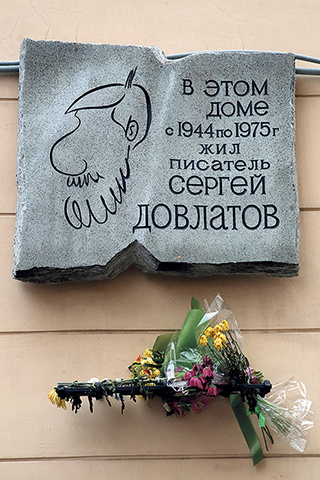 В ЭТОМ
ДОМЕ
с 1944 по 1975 г
ЖИЛ
ПИСАТЕЛЬ
СЕРГЕЙ
ДОВЛАТОВ